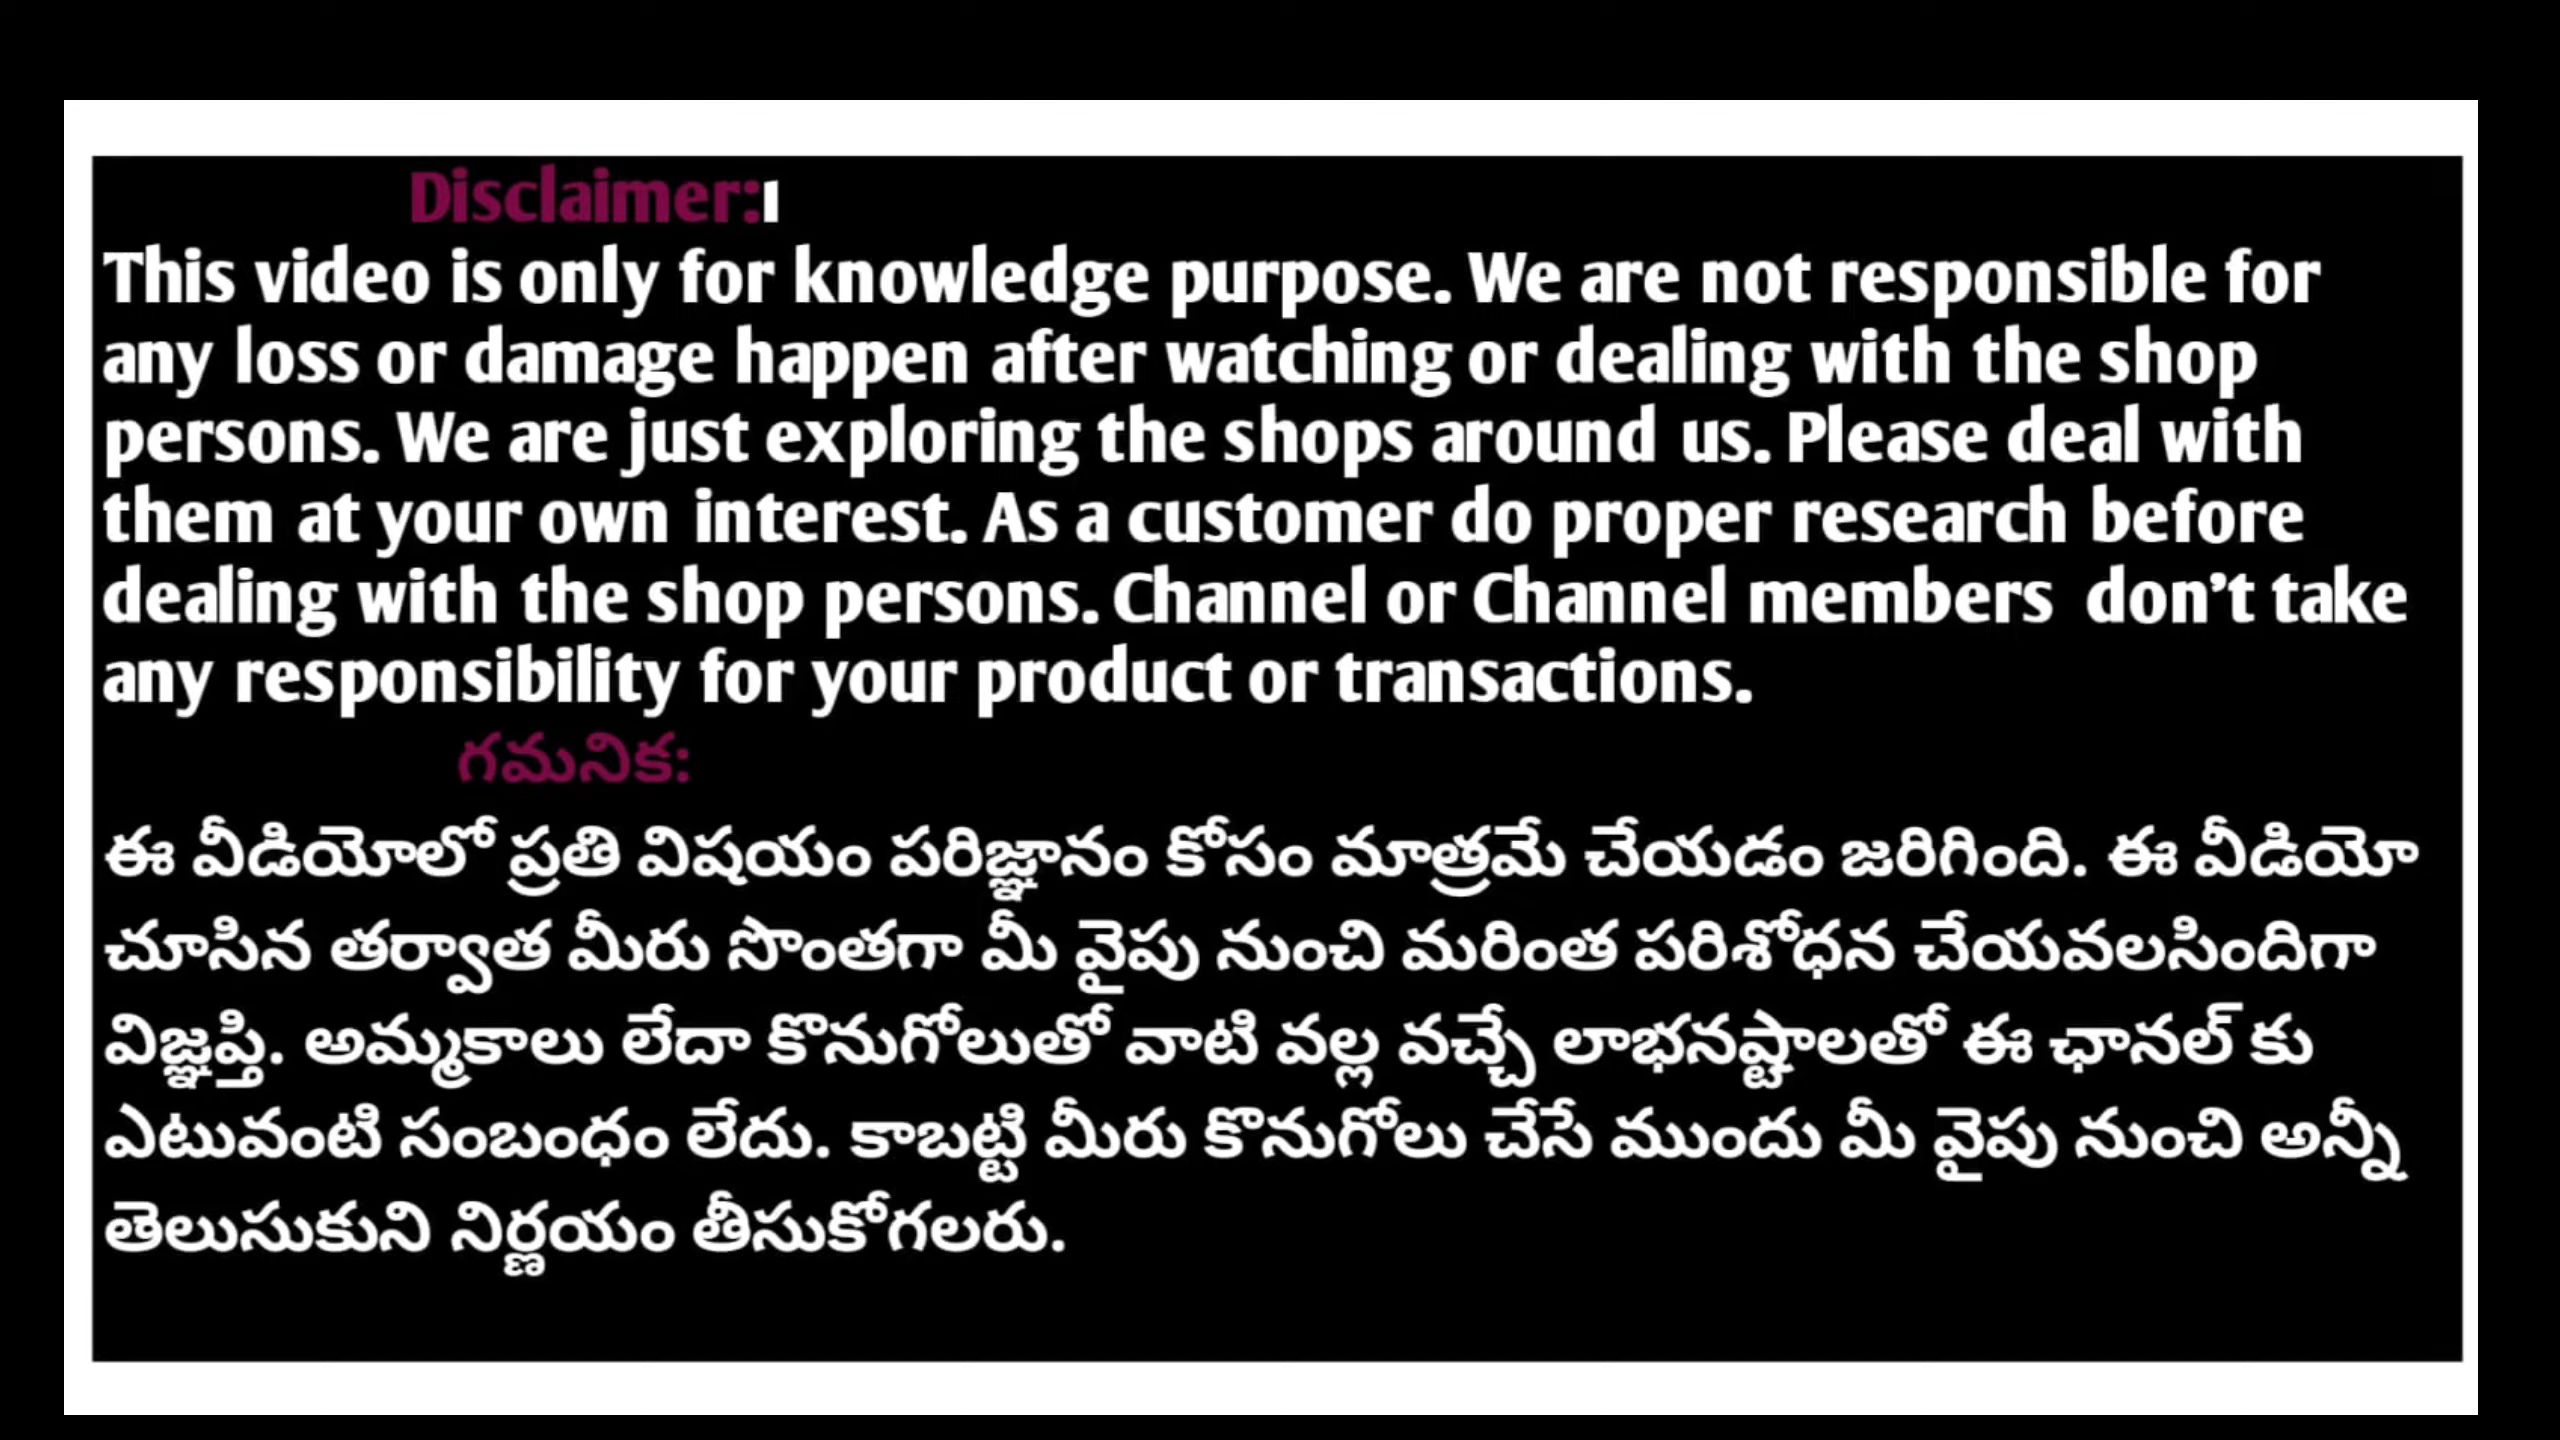 Disclaimer:
This video is only for knowledge purpose. We are not responsible for
any loss or damage happen after watching or dealing with the shop
persons. We are just exploring the shops around us. Please deal with
them at your own interest. As a customer do proper research before
dealing with the shop persons. Channel or Channel members don’t take
any responsibility for your product or transactions.
గమనిక:
ఈ వీడియోలో ప్రతి విషయం పరిజ్ఞానం కోసం మాత్రమే చేయడం జరిగింది. ఈ వీడియో
చూసిన తర్వాత మీరు సొంతగా మీ వైపు నుంచి మరింత పరిశోధన చేయవలసిందిగా
విజ్ఞప్తి. అమ్మకాలు లేదా కొనుగోలుతో వాటి వల్ల వచ్చే లాభనష్టాలతో ఈ ఛానల్ కు
ఎటువంటి సంబంధం లేదు. కాబట్టి మీరు కొనుగోలు చేసే ముందు మీ వైపు నుంచి అన్నీ
తెలుసుకుని నిర్ణయం తీసుకోగలరు.